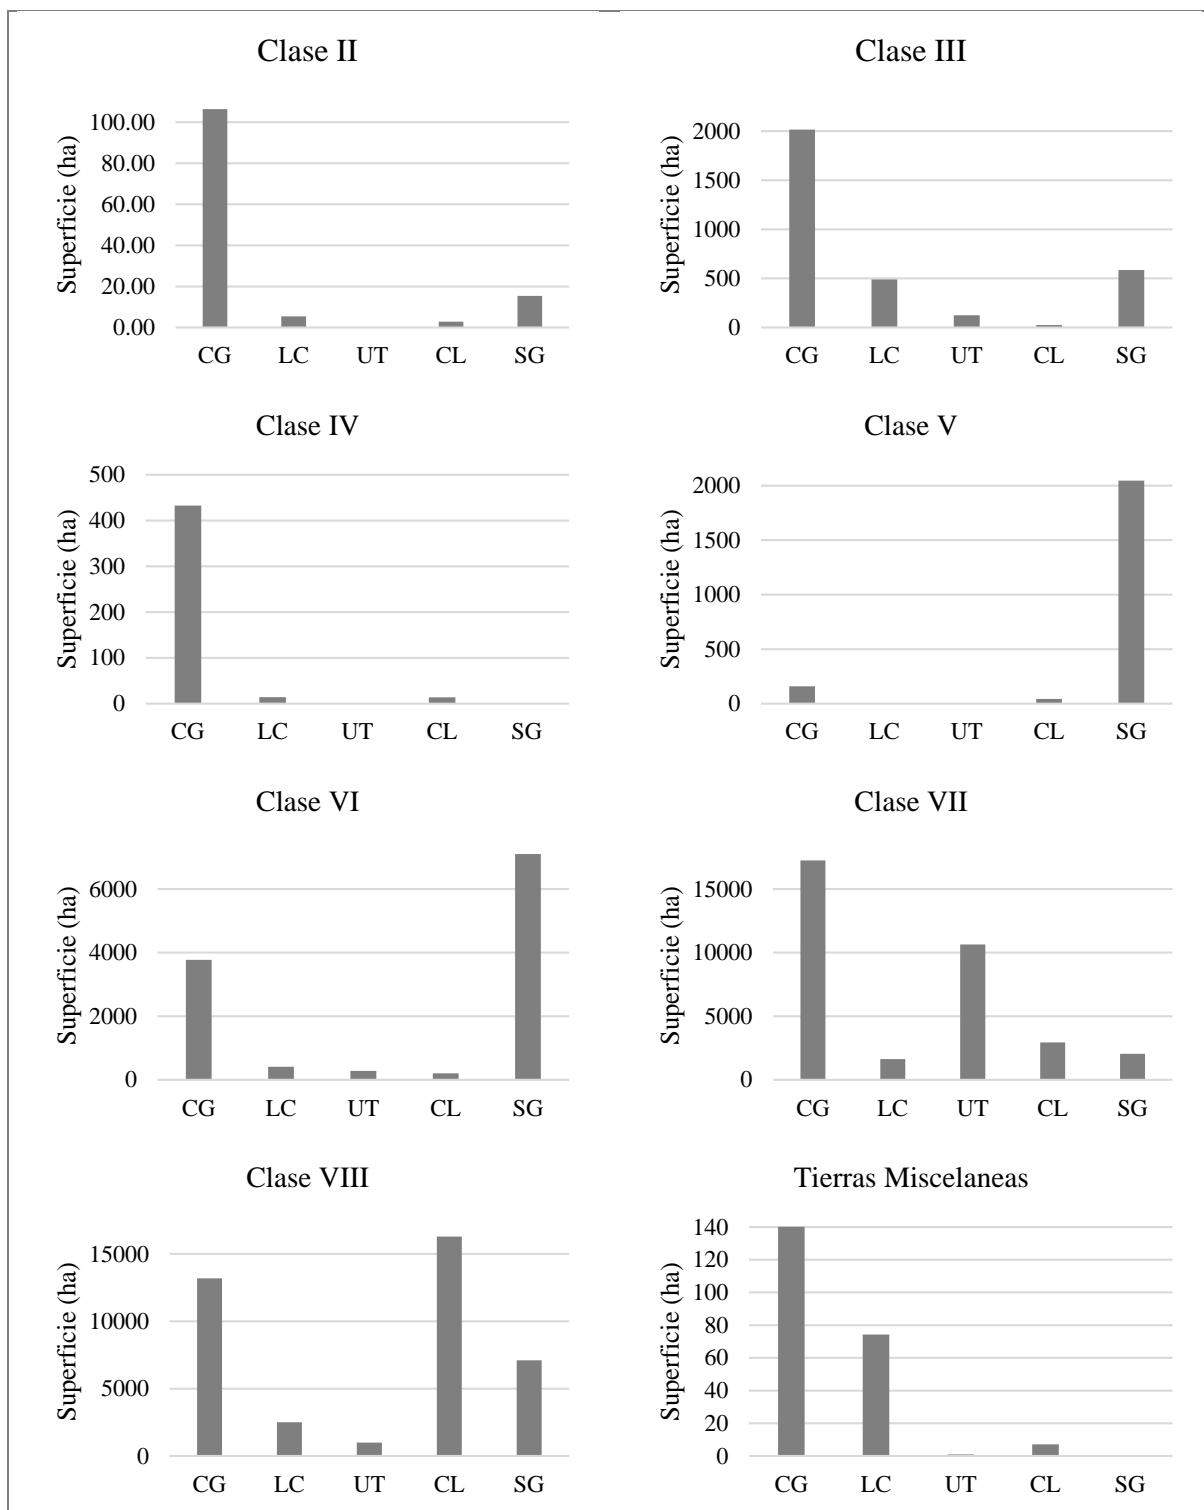 Clase II
Superficie (ha)
100.00
80.00
60.00
40.00
20.00
0.00
CG LC UT CL SG
Clase III
Superficie (ha)
2000
1500
1000
500
0
CG LC UT CL SG
Clase IV
Superficie (ha)
500
400
300
200
100
0
CG LC UT CL SG
Clase V
Superficie (ha)
2000
1500
1000
500
0
CG LC UT CL SG
Clase VI
Superficie (ha)
6000
4000
2000
0
CG LC UT CL SG
Clase VII
Superficie (ha)
15000
10000
5000
0
CG LC UT CL SG
Clase VIII
Superficie (ha)
15000
10000
5000
0
CG LC UT CL SG
Tierras Miscelaneas
Superficie (ha)
140
120
100
80
60
40
20
0
CG LC UT CL SG